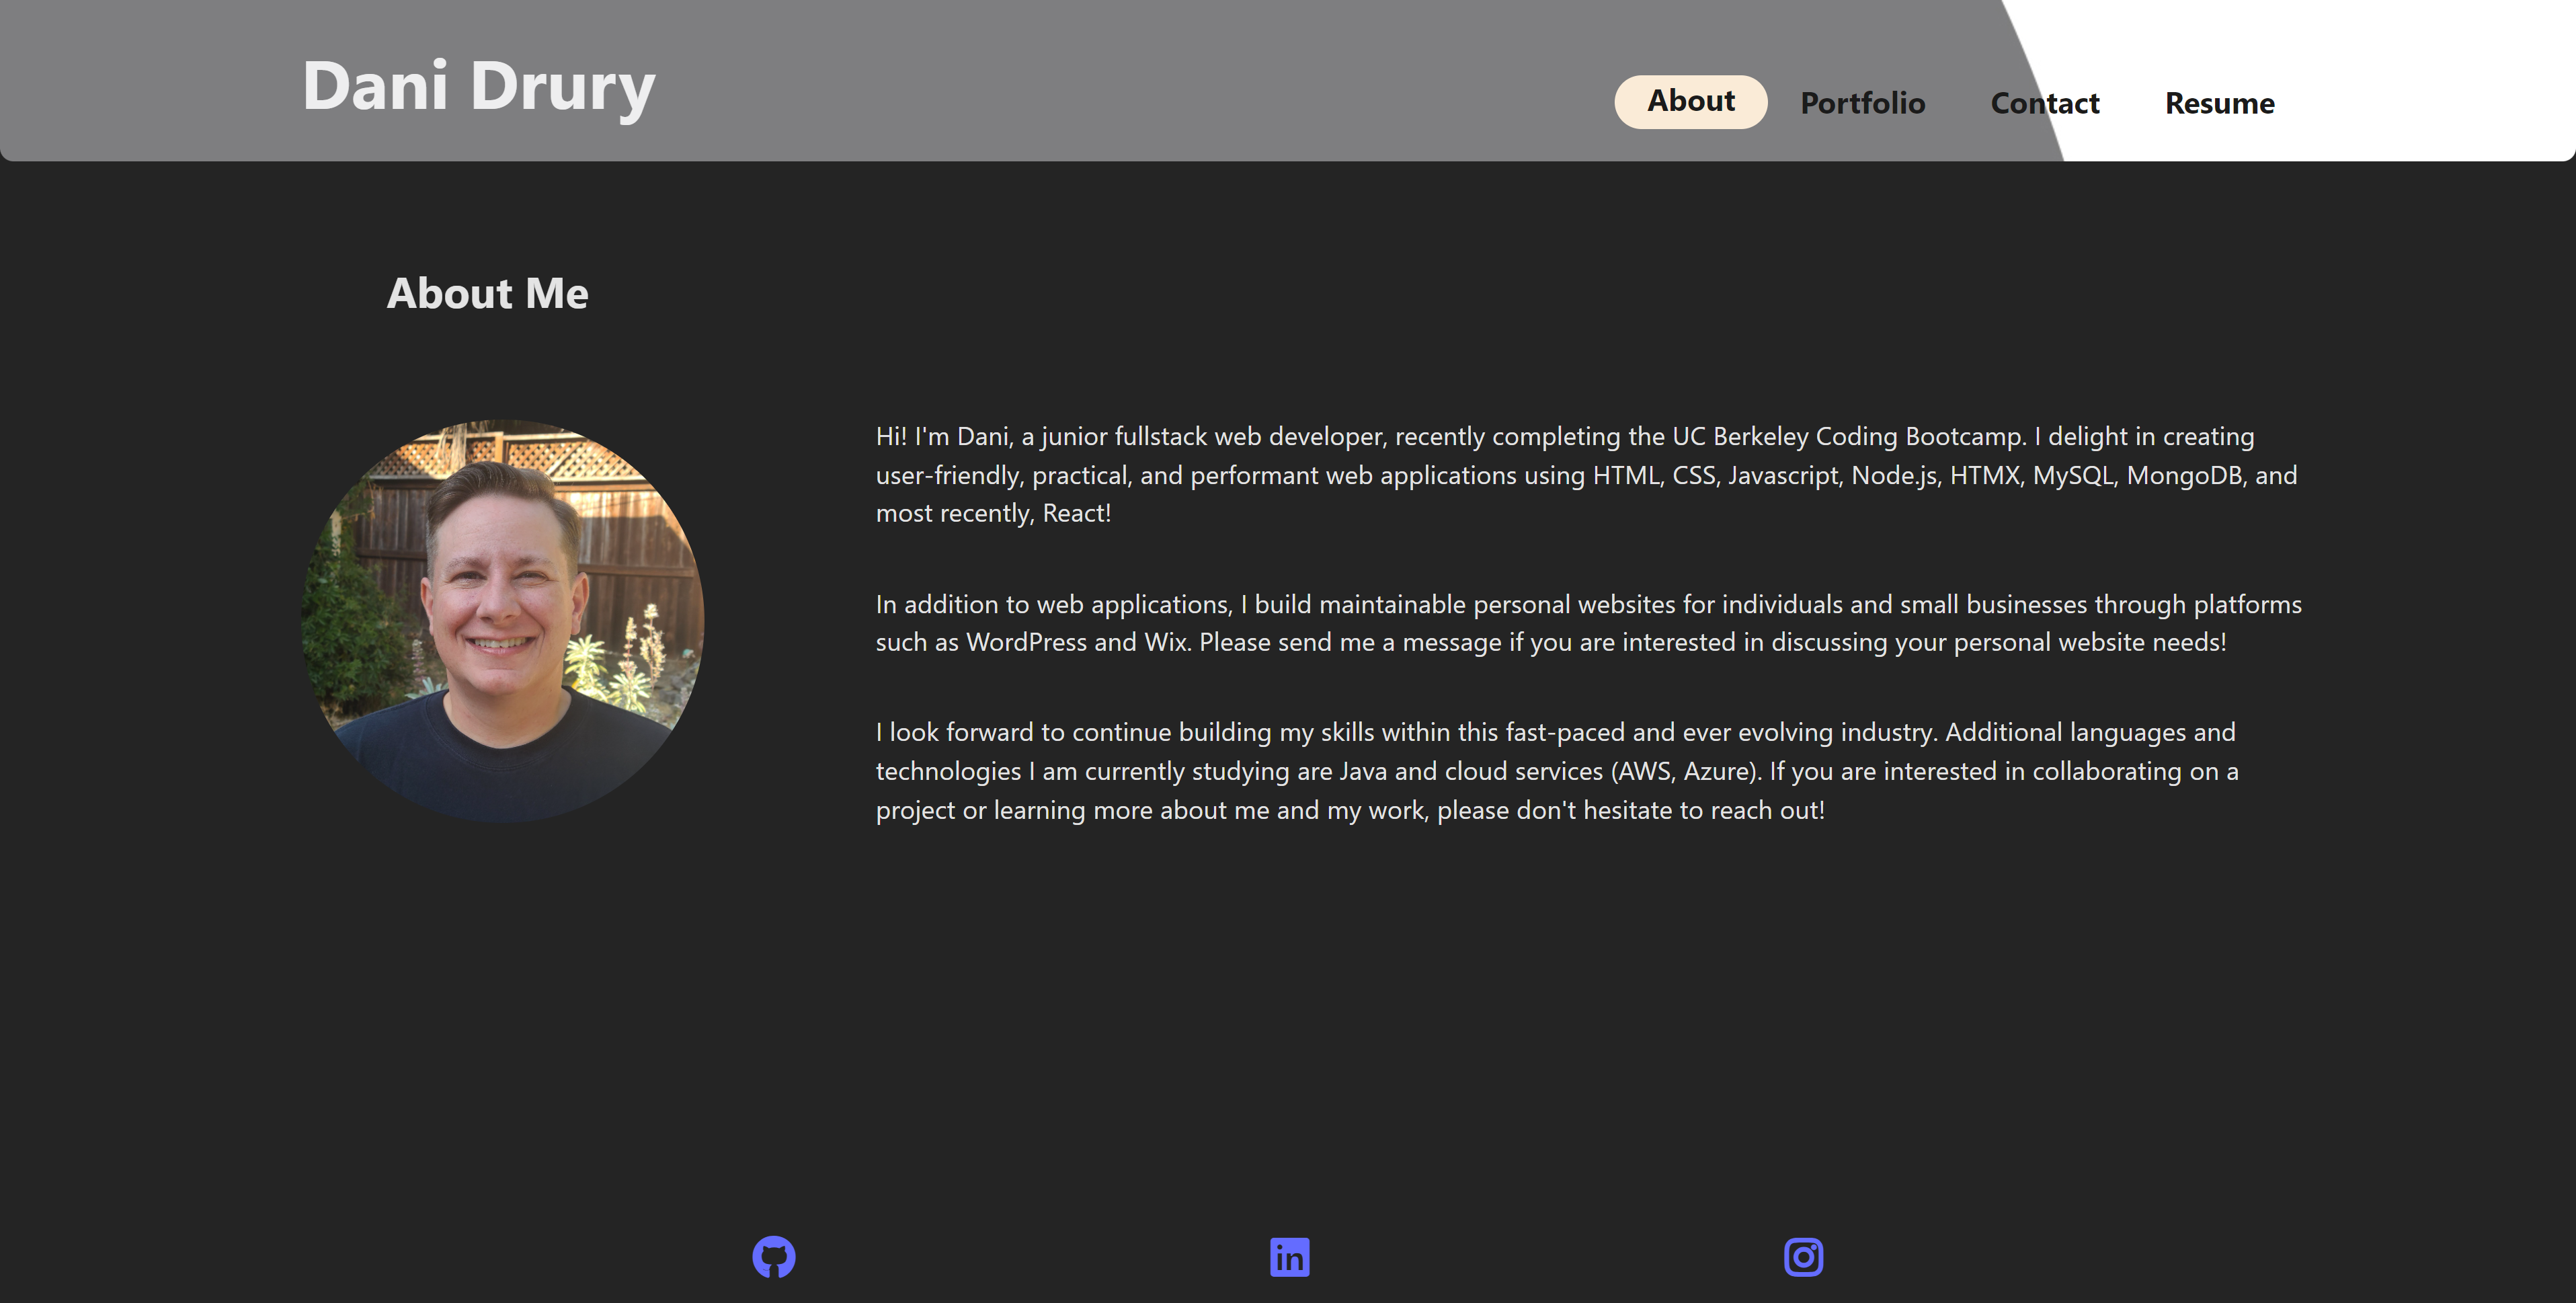 Dani Drury
About Portfolio Contact Resume
About Me
Hi! I'm Dani, a junior fullstack web developer, recently completing the UC Berkeley Coding Bootcamp. I delight in creating
user-friendly, practical, and performant web applications using HTML, CSS, Javascript, Node.js, HTMX, MySQL, MongoDB, and
most recently, React!
In addition to web applications, I build maintainable personal websites for individuals and small businesses through platforms
such as WordPress and Wix. Please send me a message if you are interested in discussing your personal website needs!
I look forward to continue building my skills within this fast-paced and ever evolving industry. Additional languages and
technologies I am currently studying are Java and cloud services (AWS, Azure). If you are interested in collaborating on a
project or learning more about me and my work, please don't hesitate to reach out!
in